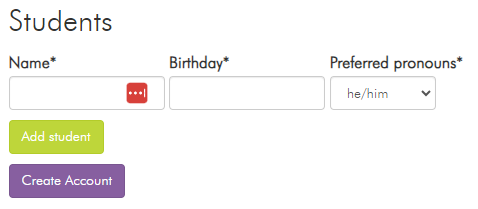 Students
Name* Birthday* Preferred pronouns*
he/him
Add student
Create Account